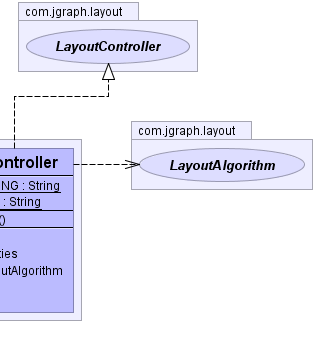 com.jgraph.layout
LayoutController
com.jgraph.layout
LayoutAlgorithm
ontroller
NG : String
: String
()
ties
utAlgorithm